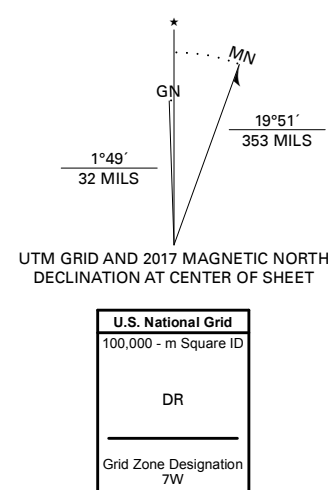 ★
MN
GN
19°51´
353 MILS
1°49´
32 MILS
UTM GRID AND 2017 MAGNETIC NORTH
DECLINATION AT CENTER OF SHEET
U.S. National Grid
100,000 - m Square ID
DR
Grid Zone Designation
7W